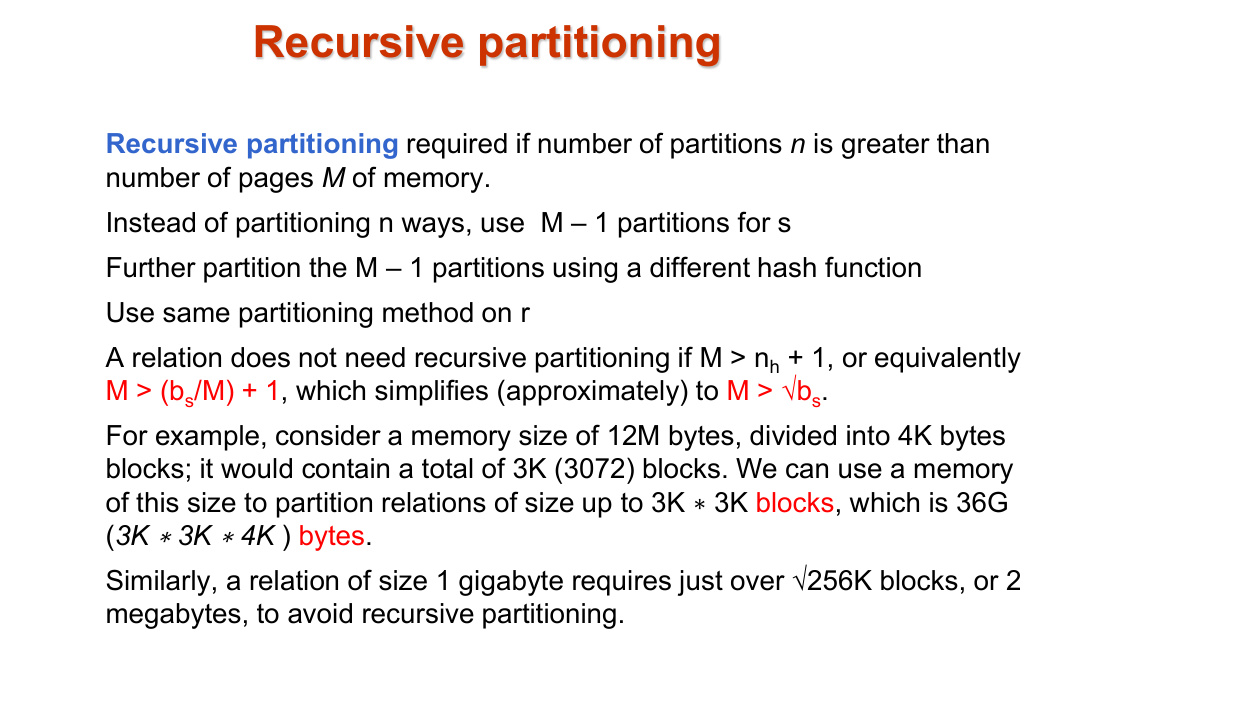 Recursive partitioning
Recursive partitioning required if number of partitions n is greater than
number of pages M of memory.
Instead of partitioning n ways, use  M – 1 partitions for s
Further partition the M – 1 partitions using a different hash function
Use same partitioning method on r
A relation does not need recursive partitioning if M > nh + 1, or equivalently
M > (bs/M) + 1, which simplifies (approximately) to M > √bs.
For example, consider a memory size of 12M bytes, divided into 4K bytes
blocks; it would contain a total of 3K (3072) blocks. We can use a memory
of this size to partition relations of size up to 3K ∗ 3K blocks, which is 36G
(3K ∗ 3K ∗ 4K ) bytes.
Similarly, a relation of size 1 gigabyte requires just over √256K blocks, or 2
megabytes, to avoid recursive partitioning.